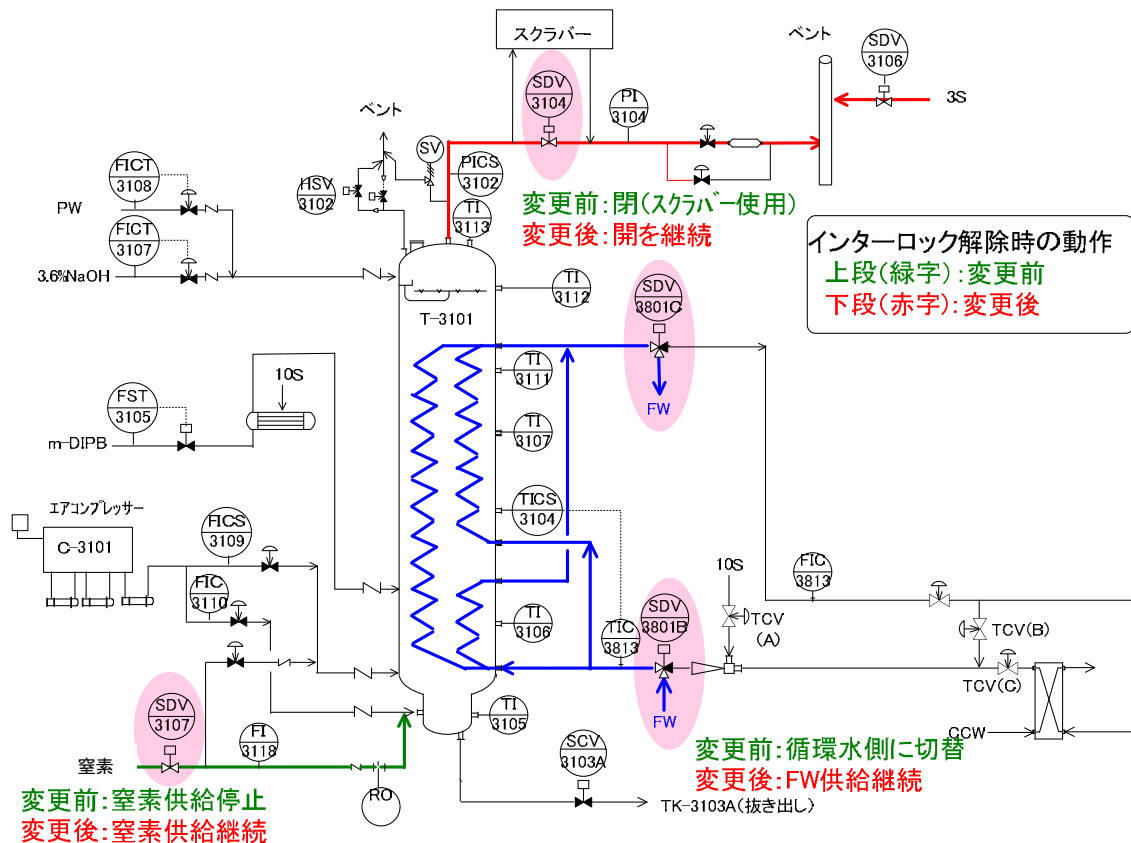 スクラバー
ベント
SDV
3106
3S
SDV
3104
PI
3104
ベント
SV
PICS
3102
HSV
3102
TI
3113
FICT
3108
PW
FICT
3107
3.6%NaOH
変更前:閉(スクラバー使用)
変更後:開を継続
インターロック解除時の動作
上段(緑字):変更前
下段(赤字):変更後
TI
3112
SDV
3801C
T-3101
TI
3111
FW
10S
FST
3105
m-DIPB
TI
3107
エアコンプレッサー
C-3101
FICS
3109
TICS
3104
FIC
3110
10S
FIC
3813
TI
3106
TIC
3813
SDV
3801B
TCV
(A)
TCV(B)
TCV(C)
SDV
3107
FI
3118
TI
3105
FW
SCV
3103A
CCW
窒素
RO
変更前:循環水側に切替
変更後:FW供給継続
変更前:窒素供給停止
変更後:窒素供給継続
TK-3103A(抜き出し)